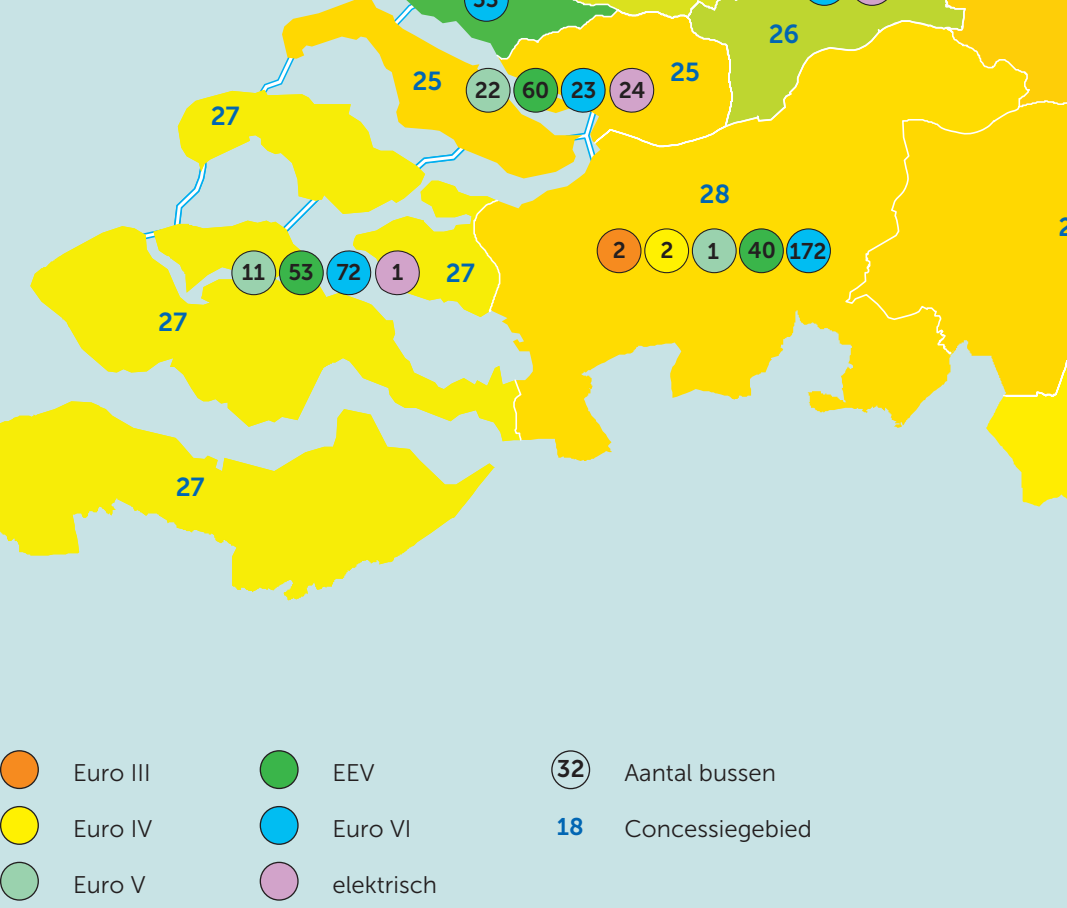 26
25
25
22 60 23 24
27
28
2 2 1 40 172
11 53 72 1
27
27
27
Euro III
EEV
32 Aantal bussen
Euro IV
Euro VI
18 Concessiegebied
Euro V
elektrisch